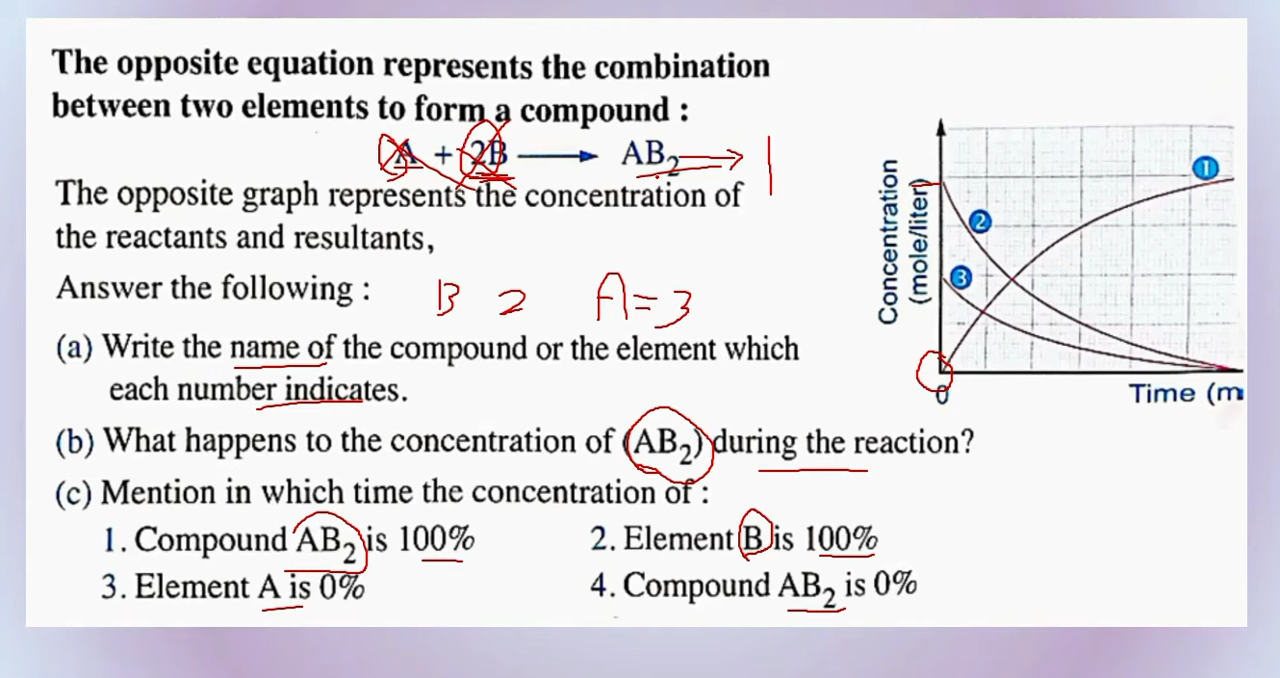 The opposite equation represents the combination
between two elements to form a compound :
A + 2B → AB₂ → 1
The opposite graph represents the concentration of
the reactants and resultants,
Answer the following :
B 2 A = 3
(a) Write the name of the compound or the element which
each number indicates.
(b) What happens to the concentration of (AB₂) during the reaction?
(c) Mention in which time the concentration of :
1. Compound AB₂ is 100% 2. Element B is 100%
3. Element A is 0% 4. Compound AB₂ is 0%
Concentration
(mole/liter)
1
2
3
0
Time (m